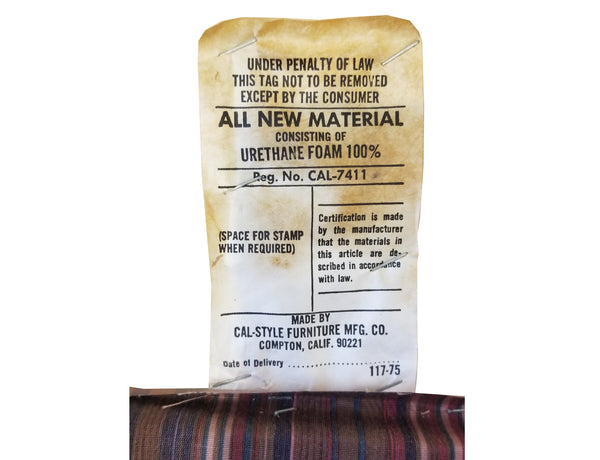 UNDER PENALTY OF LAW
THIS TAG NOT TO BE REMOVED
EXCEPT BY THE CONSUMER
ALL NEW MATERIAL
CONSISTING OF
URETHANE FOAM 100%
Reg. No. CAL-7411
(SPACE FOR STAMP
WHEN REQUIRED)
Certification is made
by the manufacturer
that the materials in
this article are de-
scribed in accordance
with law.
MADE BY
CAL-STYLE FURNITURE MFG. CO.
COMPTON, CALIF. 90221
Date of Delivery ..............................
117-75